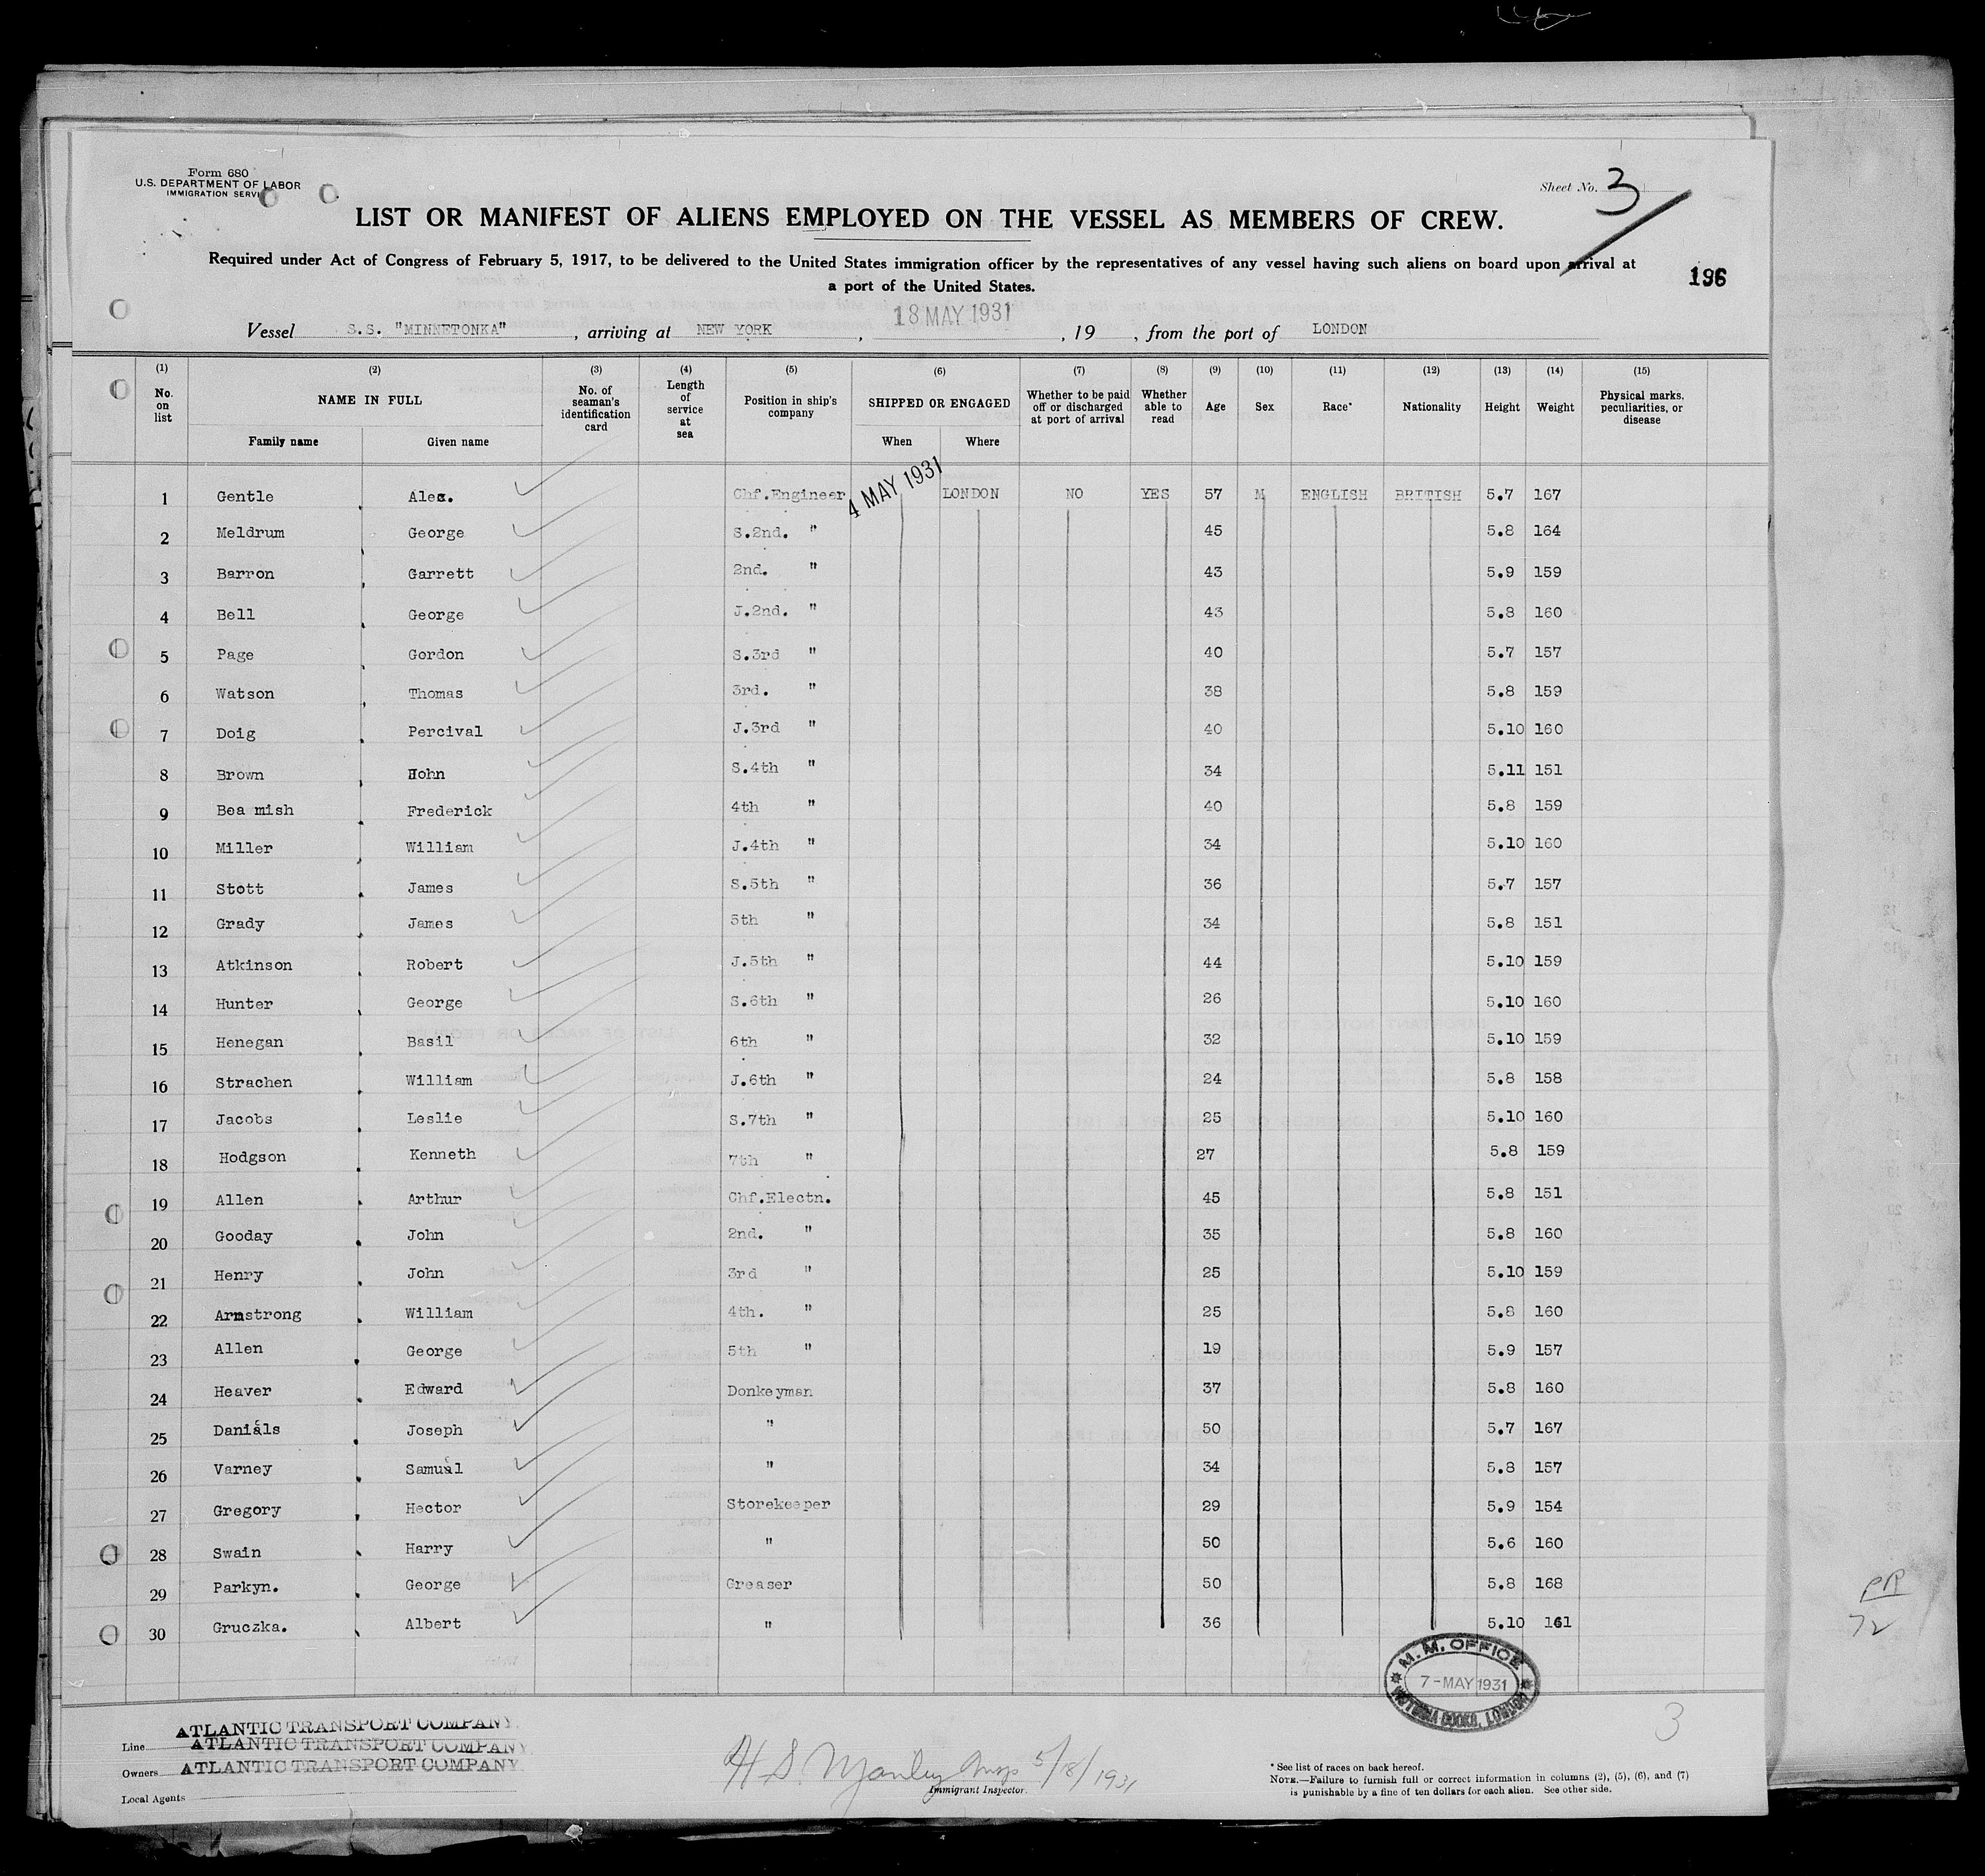 Form 680
U.S. DEPARTMENT OF LABOR
IMMIGRATION SERVI
Sheet No. 3
LIST OR MANIFEST OF ALIENS EMPLOYED ON THE VESSEL AS MEMBERS OF CREW.
Required under Act of Congress of February 5, 1917, to be delivered to the United States immigration officer by the representatives of any vessel having such aliens on board upon arrival at
a port of the United States.
196
Vessel S.S. "MINNETONKA" , arriving at NEW YORK , 18 MAY 1931 , 19 , from the port of LONDON
(1) (2) (3) (4) (5) (6) (7) (8) (9) (10) (11) (12) (13) (14) (15)
No. on list NAME IN FULL Family name Given name No. of seaman's identification card Length of service at sea Position in ship's company SHIPPED OR ENGAGED When Where Whether to be paid off or discharged at port of arrival Whether able to read Age Sex Race* Nationality Height Weight Physical marks, peculiarities, or disease
1 Gentle , Alex. Chf.Engineer 4 MAY 1931 LONDON NO YES 57 M ENGLISH BRITISH 5.7 167
2 Meldrum , George S.2nd. " 45 5.8 164
3 Barron , Garrett 2nd. " 43 5.9 159
4 Bell , George J.2nd. " 43 5.8 160
5 Page , Gordon S.3rd " 40 5.7 157
6 Watson , Thomas 3rd. " 38 5.8 159
7 Doig , Percival J.3rd " 40 5.10 160
8 Brown , John S.4th " 34 5.11 151
9 Bea mish , Frederick 4th " 40 5.8 159
10 Miller , William J.4th " 34 5.10 160
11 Stott , James S.5th " 36 5.7 157
12 Grady , James 5th " 34 5.8 151
13 Atkinson , Robert J.5th " 44 5.10 159
14 Hunter , George S.6th " 26 5.10 160
15 Henegan , Basil 6th " 32 5.10 159
16 Strachen , William J.6th " 24 5.8 158
17 Jacobs , Leslie S.7th " 25 5.10 160
18 Hodgson , Kenneth 7th " 27 5.8 159
19 Allen , Arthur Chf.Electn. 45 5.8 151
20 Gooday , John 2nd. " 35 5.8 160
21 Henry , John 3rd " 25 5.10 159
22 Armstrong , William 4th. " 25 5.8 160
23 Allen , George 5th " 19 5.9 157
24 Heaver , Edward Donkeyman 37 5.8 160
25 Daniels , Joseph " 50 5.7 167
26 Varney , Samuel " 34 5.8 157
27 Gregory , Hector Storekeeper 29 5.9 154
28 Swain , Harry " 50 5.6 160
29 Parkyn. , George Greaser 50 5.8 168
30 Gruczka. , Albert " 36 5.10 161
M. M. OFFICE
7-MAY 1931
PR
72
3
ATLANTIC TRANSPORT COMPANY.
Line ATLANTIC TRANSPORT COMPANY.
Owners ATLANTIC TRANSPORT COMPANY.
Local Agents
H. S. Manley Insp 5/18/1931
Immigrant Inspector.
* See list of races on back hereof.
NOTE.—Failure to furnish full or correct information in columns (2), (5), (6), and (7)
is punishable by a fine of ten dollars for each alien. See other side.